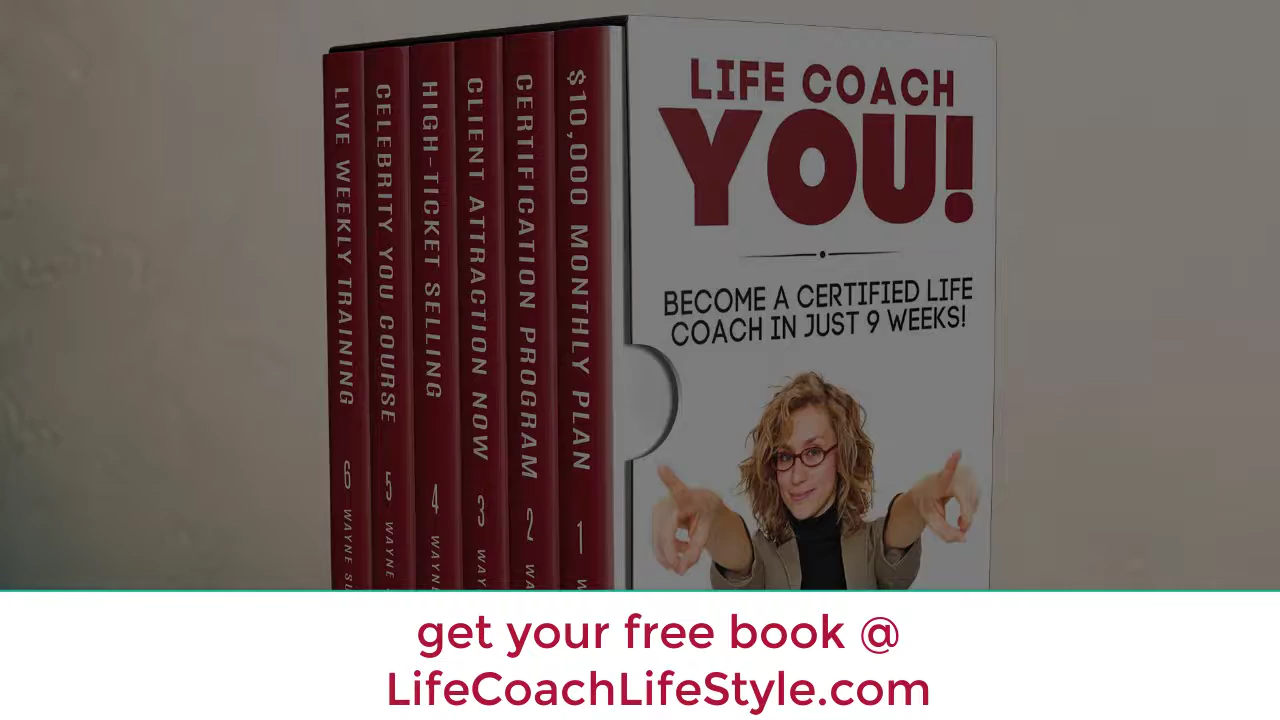 LIVE WEEKLY TRAINING 6 WAYNE
CELEBRITY YOU COURSE 5 WAYNE
HIGH-TICKET SELLING 4
CLIENT ATTRACTION NOW 3
CERTIFICATION PROGRAM 2
$10,000 MONTHLY PLAN 1
LIFE COACH
YOU!
BECOME A CERTIFIED LIFE
COACH IN JUST 9 WEEKS!
get your free book @
LifeCoachLifeStyle.com